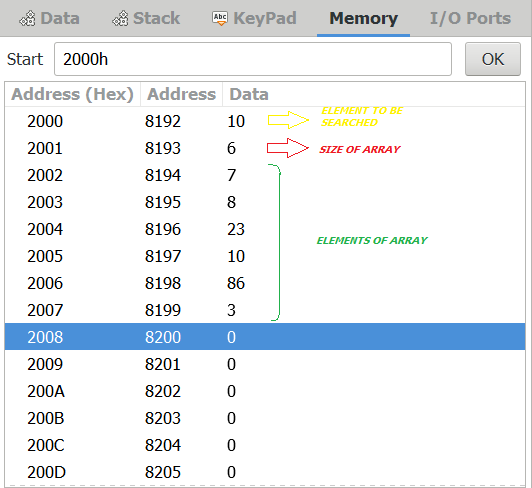 Data Stack Abc KeyPad Memory I/O Ports
Start 2000h OK
Address (Hex) Address Data
2000 8192 10 ELEMENT TO BE
SEARCHED
2001 8193 6 SIZE OF ARRAY
2002 8194 7
2003 8195 8
2004 8196 23 ELEMENTS OF ARRAY
2005 8197 10
2006 8198 86
2007 8199 3
2008 8200 0
2009 8201 0
200A 8202 0
200B 8203 0
200C 8204 0
200D 8205 0